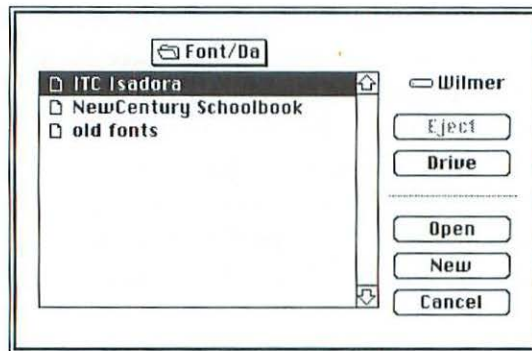 Font/Da
ITC Isadora
NewCentury Schoolbook
old fonts
Wilmer
Eject
Drive
Open
New
Cancel